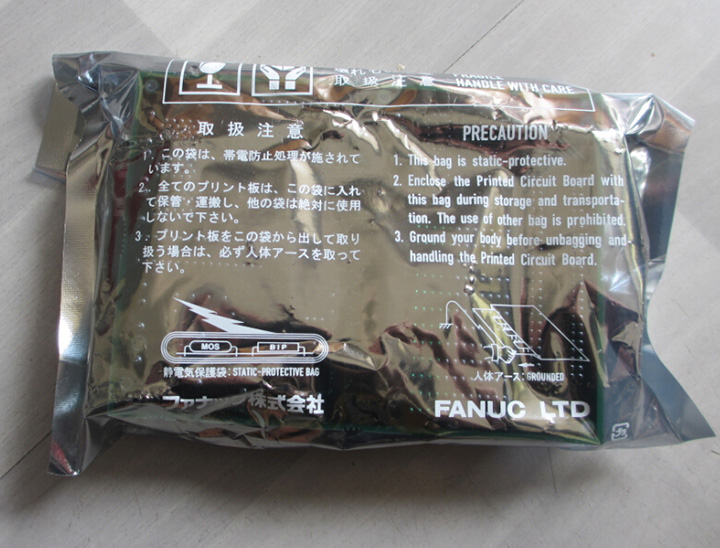 取扱注意
HANDLE WITH CARE
取扱注意
1. この袋は、帯電防止処理が施されて
います。
2. 全てのプリント板は、この袋に入れ
て保管・運搬し、他の袋は絶対に使用
しないで下さい。
3. プリント板をこの袋から出して取り
扱う場合は、必ず人体アースを取って
下さい。
PRECAUTION
1. This bag is static-protective.
2. Enclose the Printed Circuit Board with
this bag during storage and transporta-
tion. The use of other bag is prohibited.
3. Ground your body before unbagging and
handling the Printed Circuit Board.
MOS BIP
静電気保護袋:STATIC-PROTECTIVE BAG
人体アース:GROUNDED
株式会社
FANUC LTD